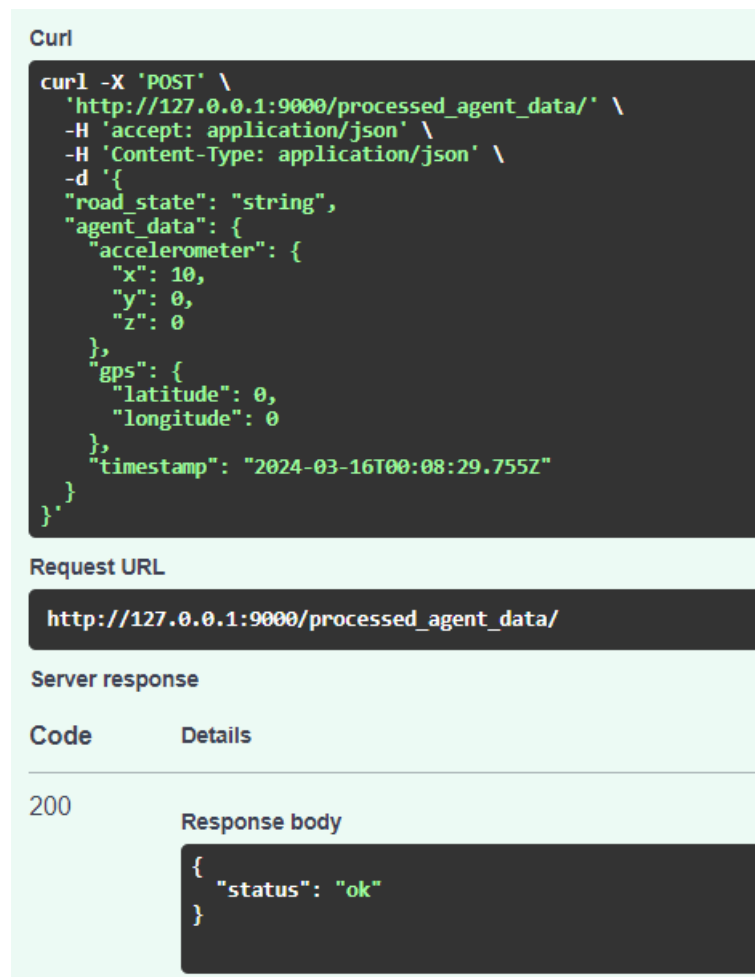 Curl
curl -X 'POST' \
  'http://127.0.0.1:9000/processed_agent_data/' \
  -H 'accept: application/json' \
  -H 'Content-Type: application/json' \
  -d '{
  "road_state": "string",
  "agent_data": {
    "accelerometer": {
      "x": 10,
      "y": 0,
      "z": 0
    },
    "gps": {
      "latitude": 0,
      "longitude": 0
    },
    "timestamp": "2024-03-16T00:08:29.755Z"
  }
}'
Request URL
http://127.0.0.1:9000/processed_agent_data/
Server response
Code Details
200
Response body
{
  "status": "ok"
}